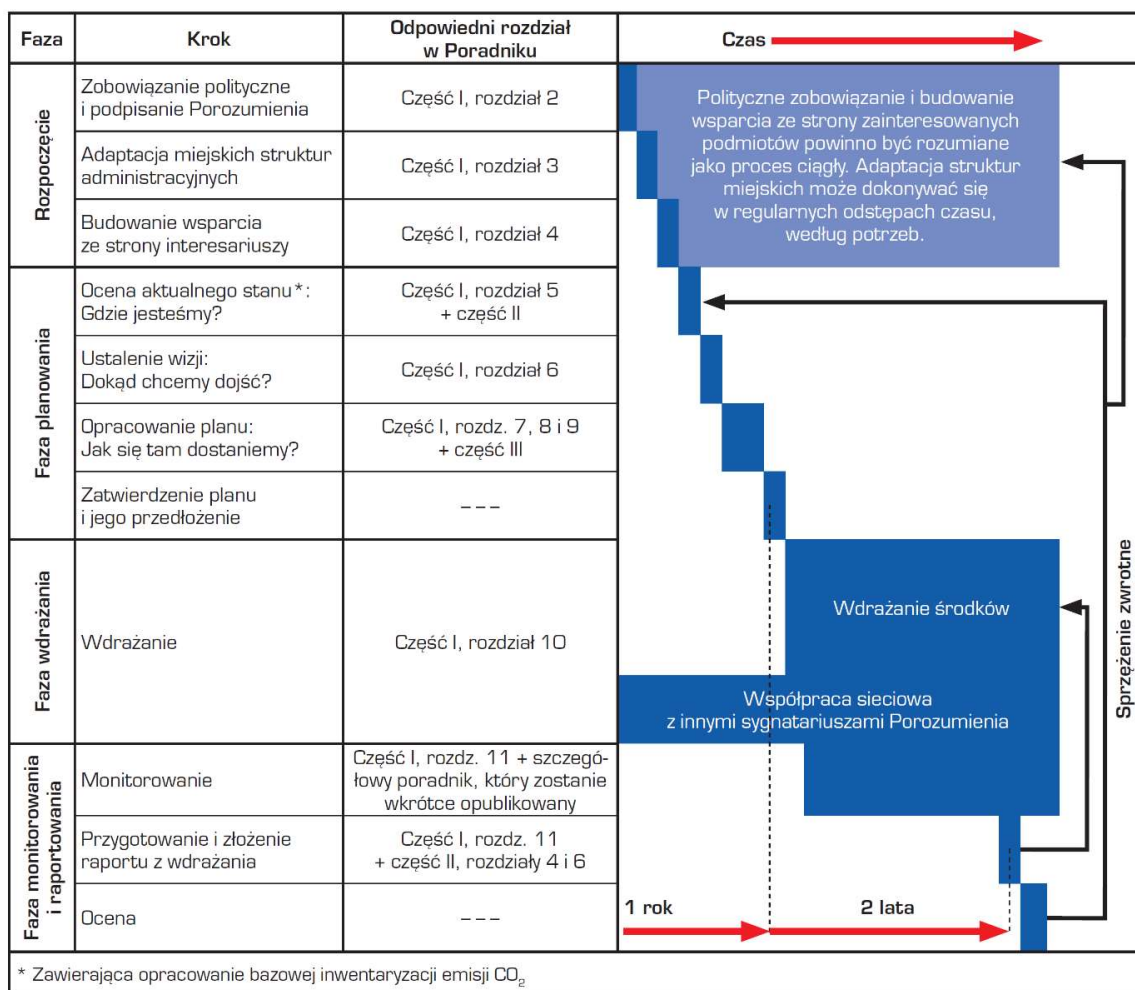 Faza
Krok
Odpowiedni rozdział
w Poradniku
Czas
Rozpoczęcie
Zobowiązanie polityczne
i podpisanie Porozumienia
Część I, rozdział 2
Adaptacja miejskich struktur
administracyjnych
Część I, rozdział 3
Budowanie wsparcia
ze strony interesariuszy
Część I, rozdział 4
Polityczne zobowiązanie i budowanie
wsparcia ze strony zainteresowanych
podmiotów powinno być rozumiane
jako proces ciągły. Adaptacja struktur
miejskich może dokonywać się
w regularnych odstępach czasu,
według potrzeb.
Faza planowania
Ocena aktualnego stanu*:
Gdzie jesteśmy?
Część I, rozdział 5
+ część II
Ustalenie wizji:
Dokąd chcemy dojść?
Część I, rozdział 6
Opracowanie planu:
Jak się tam dostaniemy?
Część I, rozdz. 7, 8 i 9
+ część III
Zatwierdzenie planu
i jego przedłożenie
---
Faza wdrażania
Wdrażanie
Część I, rozdział 10
Wdrażanie środków
Współpraca sieciowa
z innymi sygnatariuszami Porozumienia
Sprzężenie zwrotne
Faza monitorowania
i raportowania
Monitorowanie
Część I, rozdz. 11 + szczegó-
łowy poradnik, który zostanie
wkrótce opublikowany
Przygotowanie i złożenie
raportu z wdrażania
Część I, rozdz. 11
+ część II, rozdziały 4 i 6
Ocena
---
1 rok
2 lata
* Zawierająca opracowanie bazowej inwentaryzacji emisji CO₂